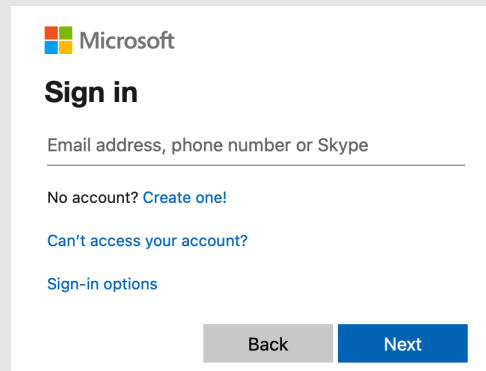 Microsoft
Sign in
Email address, phone number or Skype
No account? Create one!
Can’t access your account?
Sign-in options
Back Next